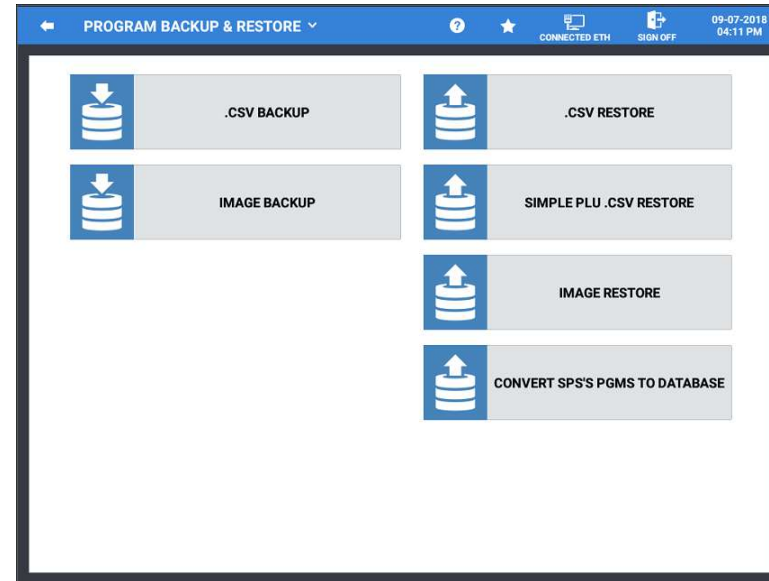 PROGRAM BACKUP & RESTORE
?
CONNECTED ETH
SIGN OFF
09-07-2018
04:11 PM
.CSV BACKUP
.CSV RESTORE
IMAGE BACKUP
SIMPLE PLU .CSV RESTORE
IMAGE RESTORE
CONVERT SPS'S PGMS TO DATABASE